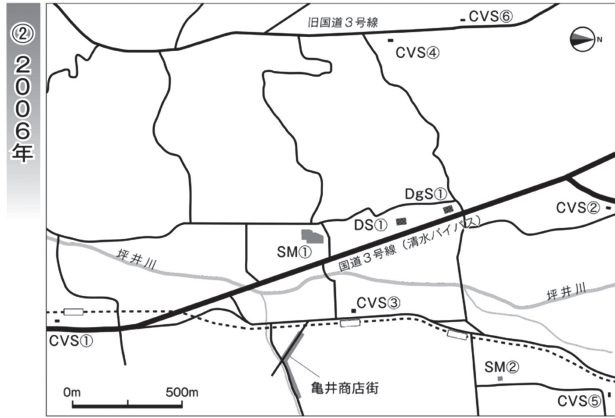 ⑵ 2006年
旧国道3号線
CVS⑥
CVS④
N
DgS①
DS①
CVS②
SM①
国道3号線（清水バイパス）
坪井川
坪井川
CVS③
CVS①
SM②
亀井商店街
CVS⑤
0m 500m